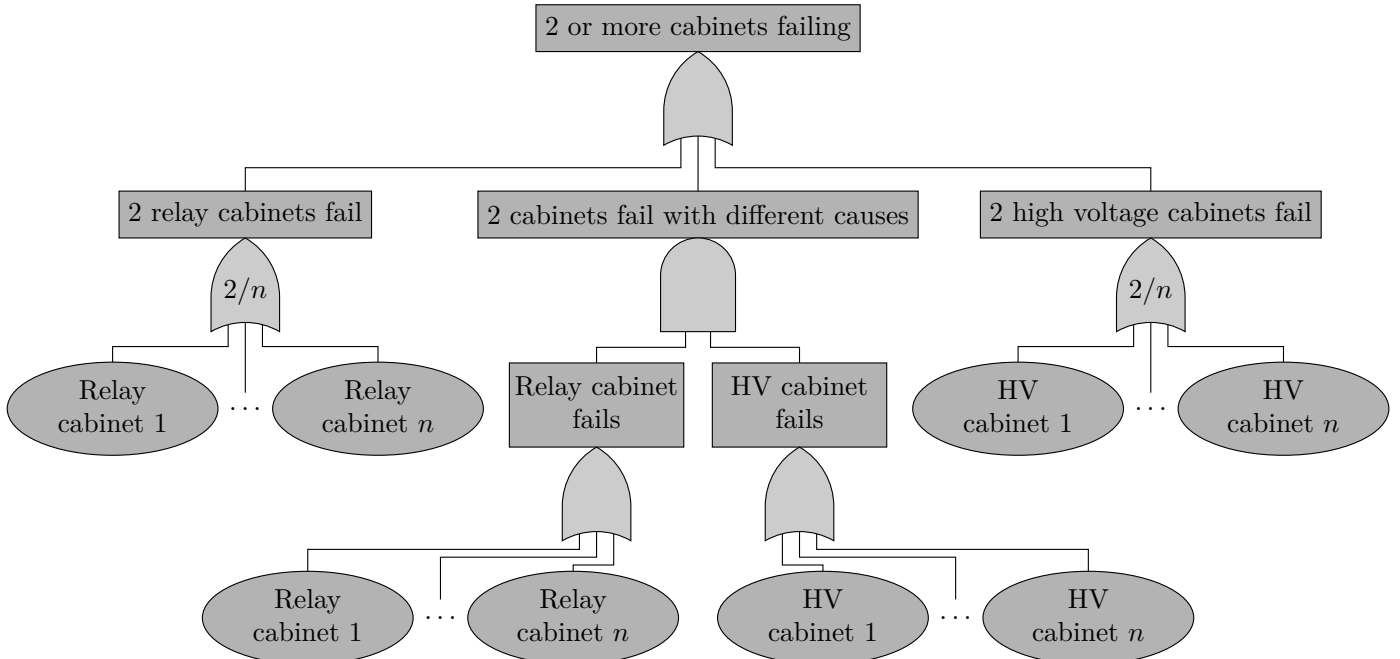 2 or more cabinets failing
2 relay cabinets fail
2 cabinets fail with different causes
2 high voltage cabinets fail
2/n
2/n
Relay
cabinet 1
...
Relay
cabinet n
Relay cabinet
fails
HV cabinet
fails
HV
cabinet 1
...
HV
cabinet n
Relay
cabinet 1
...
Relay
cabinet n
HV
cabinet 1
...
HV
cabinet n